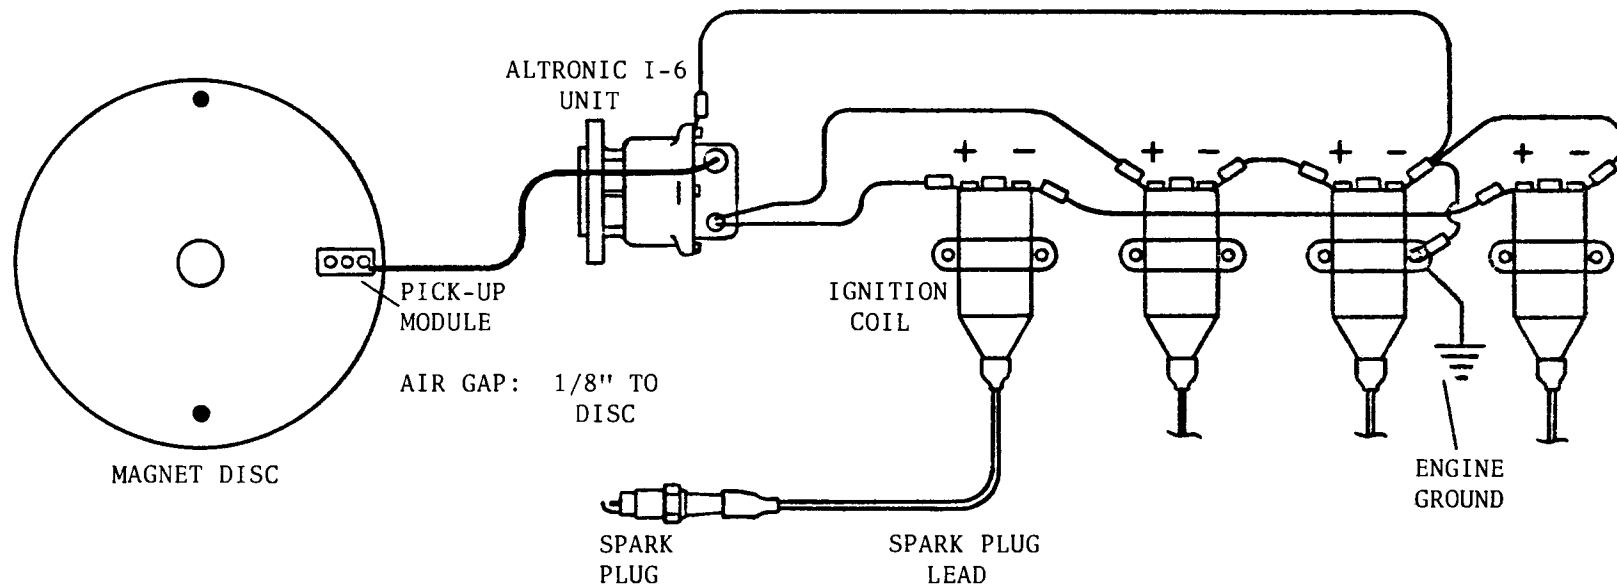 ALTRONIC I-6
UNIT
+ −
+ −
+ −
+ −
PICK-UP
MODULE
IGNITION
COIL
AIR GAP: 1/8" TO
DISC
MAGNET DISC
ENGINE
GROUND
SPARK
PLUG
SPARK PLUG
LEAD